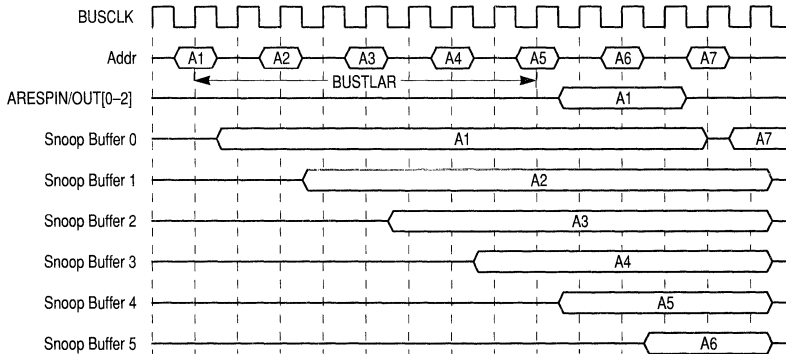 BUSCLK
Addr A1 A2 A3 A4 A5 A6 A7
BUSTLAR
ARESPIN/OUT[0–2] A1
Snoop Buffer 0 A1 A7
Snoop Buffer 1 A2
Snoop Buffer 2 A3
Snoop Buffer 3 A4
Snoop Buffer 4 A5
Snoop Buffer 5 A6